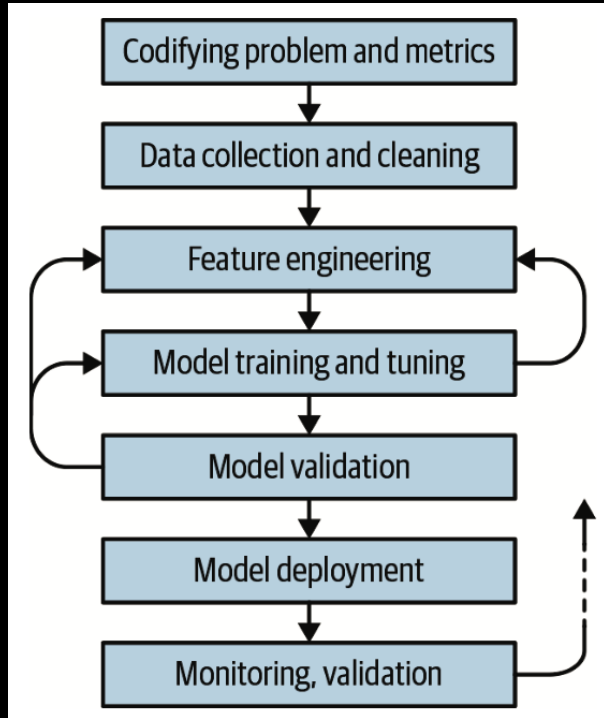 Codifying problem and metrics
Data collection and cleaning
Feature engineering
Model training and tuning
Model validation
Model deployment
Monitoring, validation